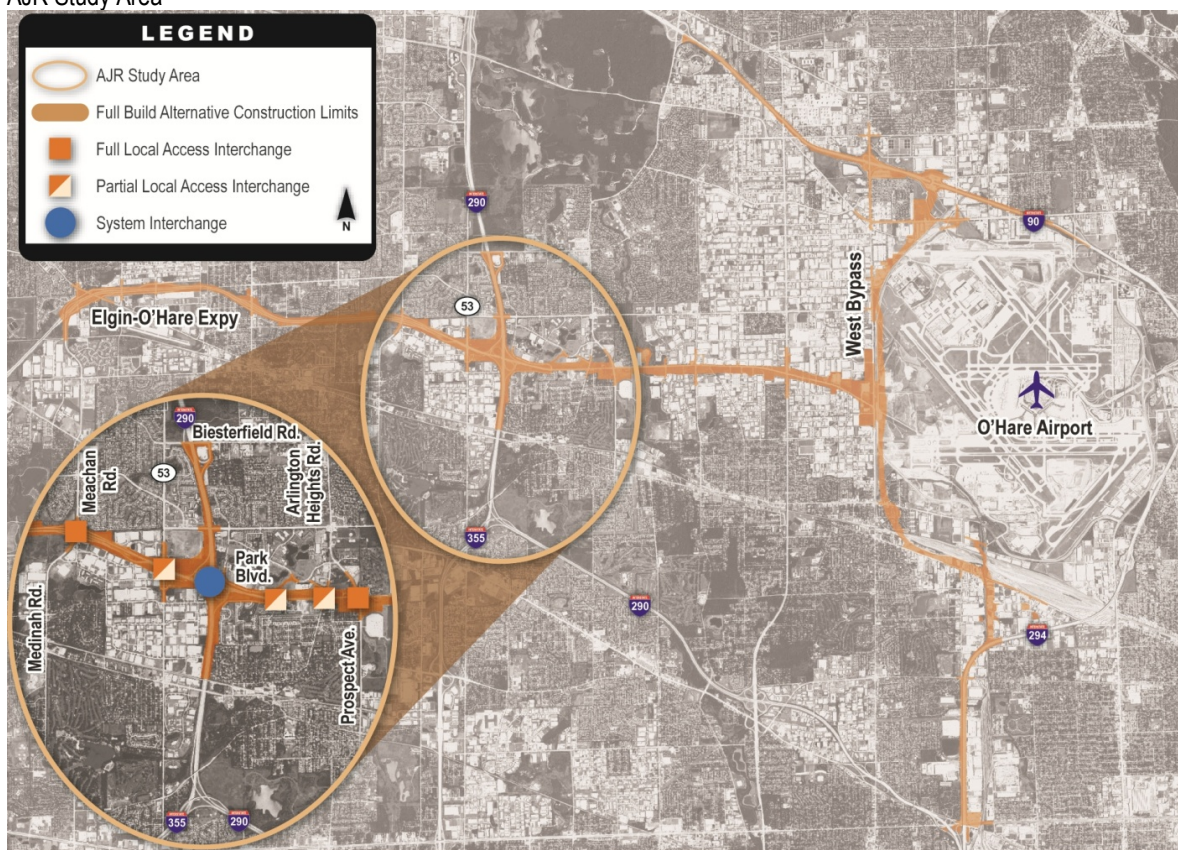 AJR Study Area
LEGEND
AJR Study Area
Full Build Alternative Construction Limits
Full Local Access Interchange
Partial Local Access Interchange
System Interchange
N
290
90
53
Elgin-O'Hare Expy
West Bypass
O'Hare Airport
355
290
294
290
Biesterfield Rd.
53
Meachan
Rd.
Arlington
Heights Rd.
Park
Blvd.
Medinah Rd.
Prospect Ave.
355
290